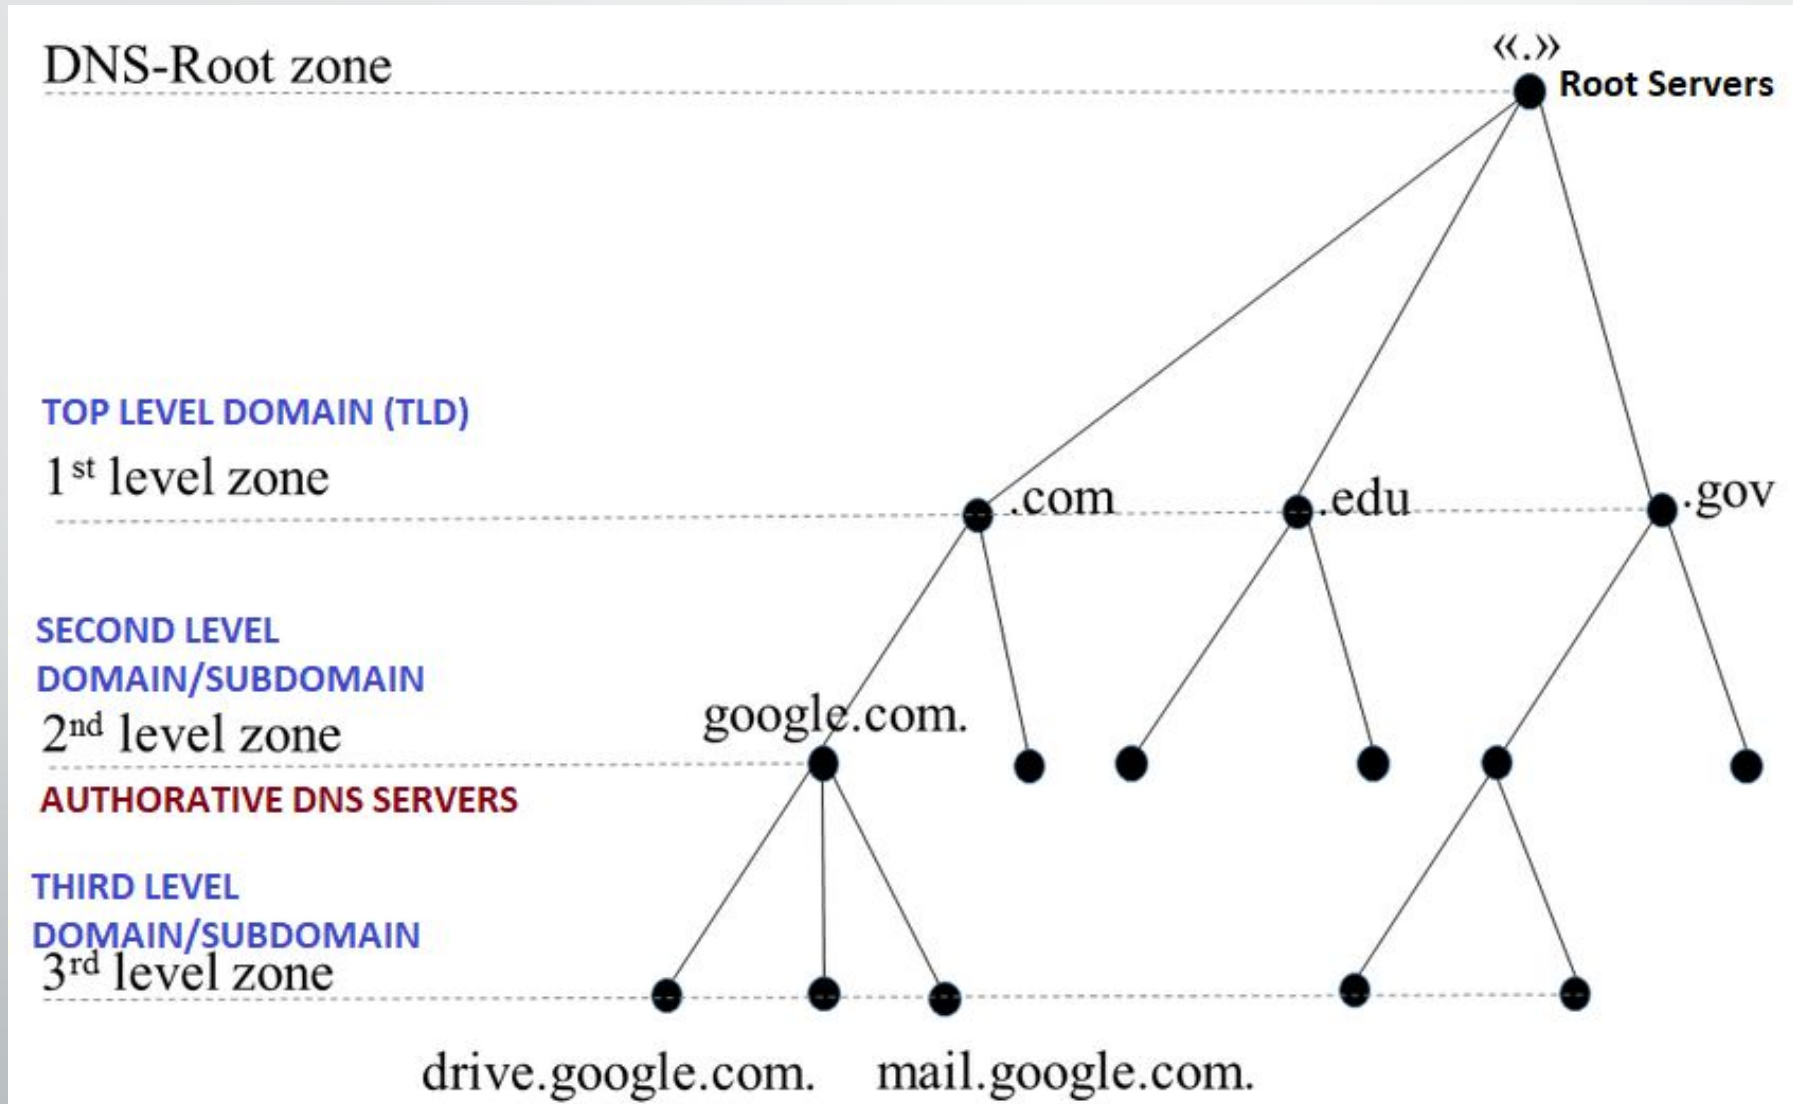 DNS-Root zone
«.»
Root Servers
TOP LEVEL DOMAIN (TLD)
1st level zone
.com
.edu
.gov
SECOND LEVEL
DOMAIN/SUBDOMAIN
2nd level zone
google.com.
AUTHORATIVE DNS SERVERS
THIRD LEVEL
DOMAIN/SUBDOMAIN
3rd level zone
drive.google.com.
mail.google.com.